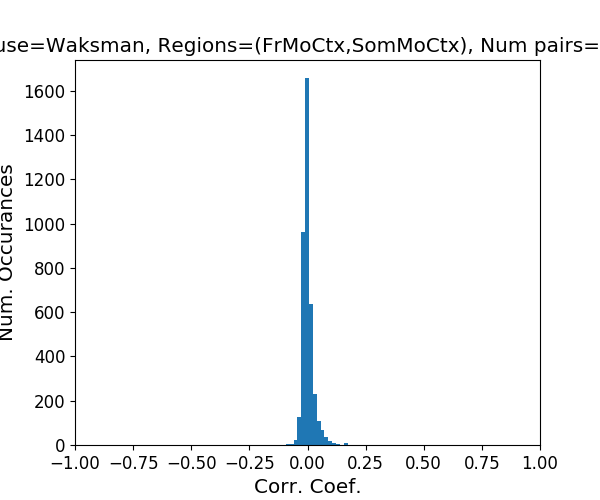 use=Waksman, Regions=(FrMoCtx,SomMoCtx), Num pairs=
Num. Occurances
1600
1400
1200
1000
800
600
400
200
0
−1.00 −0.75 −0.50 −0.25 0.00 0.25 0.50 0.75 1.00
Corr. Coef.